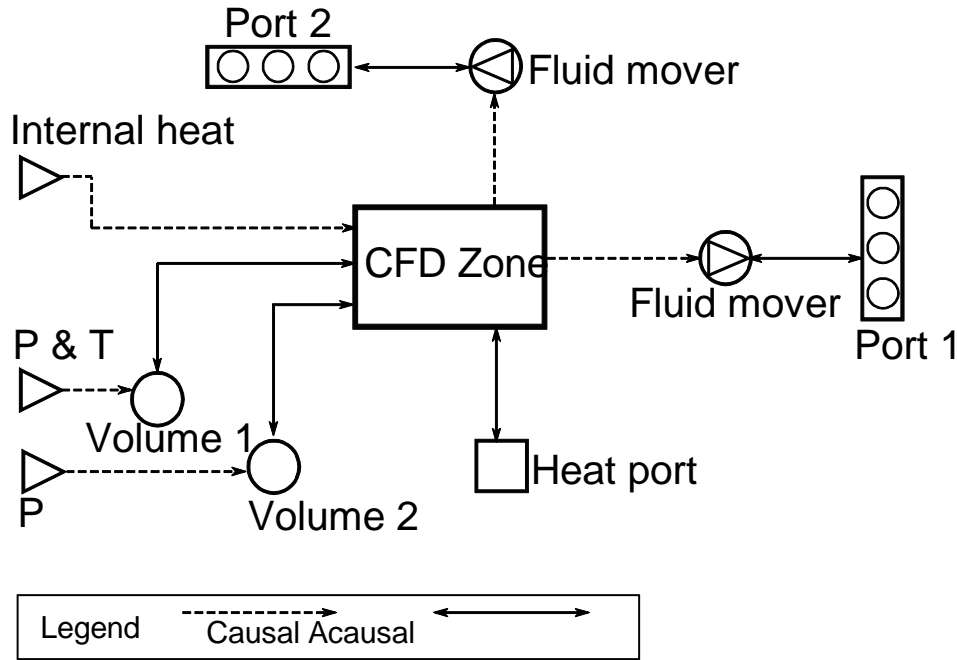 Port 2
Fluid mover
Internal heat
CFD Zone
Fluid mover
P & T
Port 1
Volume 1
Heat port
P
Volume 2
Legend
Causal Acausal